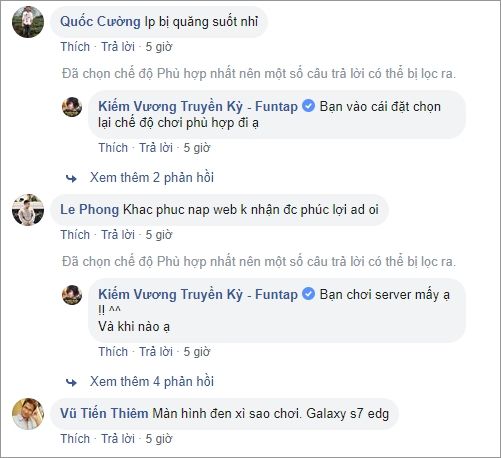 Quốc Cường Ip bị quăng suốt nhỉ
Thích · Trả lời · 5 giờ
Đã chọn chế độ Phù hợp nhất nên một số câu trả lời có thể bị lọc ra.
Kiếm Vương Truyền Kỳ - Funtap Bạn vào cái đặt chọn
lại chế độ chơi phù hợp đi ạ
Thích · Trả lời · 5 giờ
Xem thêm 2 phản hồi
Le Phong Khac phuc nap web k nhận đc phúc lợi ad oi
Thích · Trả lời · 5 giờ
Đã chọn chế độ Phù hợp nhất nên một số câu trả lời có thể bị lọc ra.
Kiếm Vương Truyền Kỳ - Funtap Bạn chơi server mấy ạ
!! ^^
Và khi nào ạ
Thích · Trả lời · 5 giờ
Xem thêm 4 phản hồi
Vũ Tiến Thiêm Màn hình đen xì sao chơi. Galaxy s7 edg
Thích · Trả lời · 5 giờ